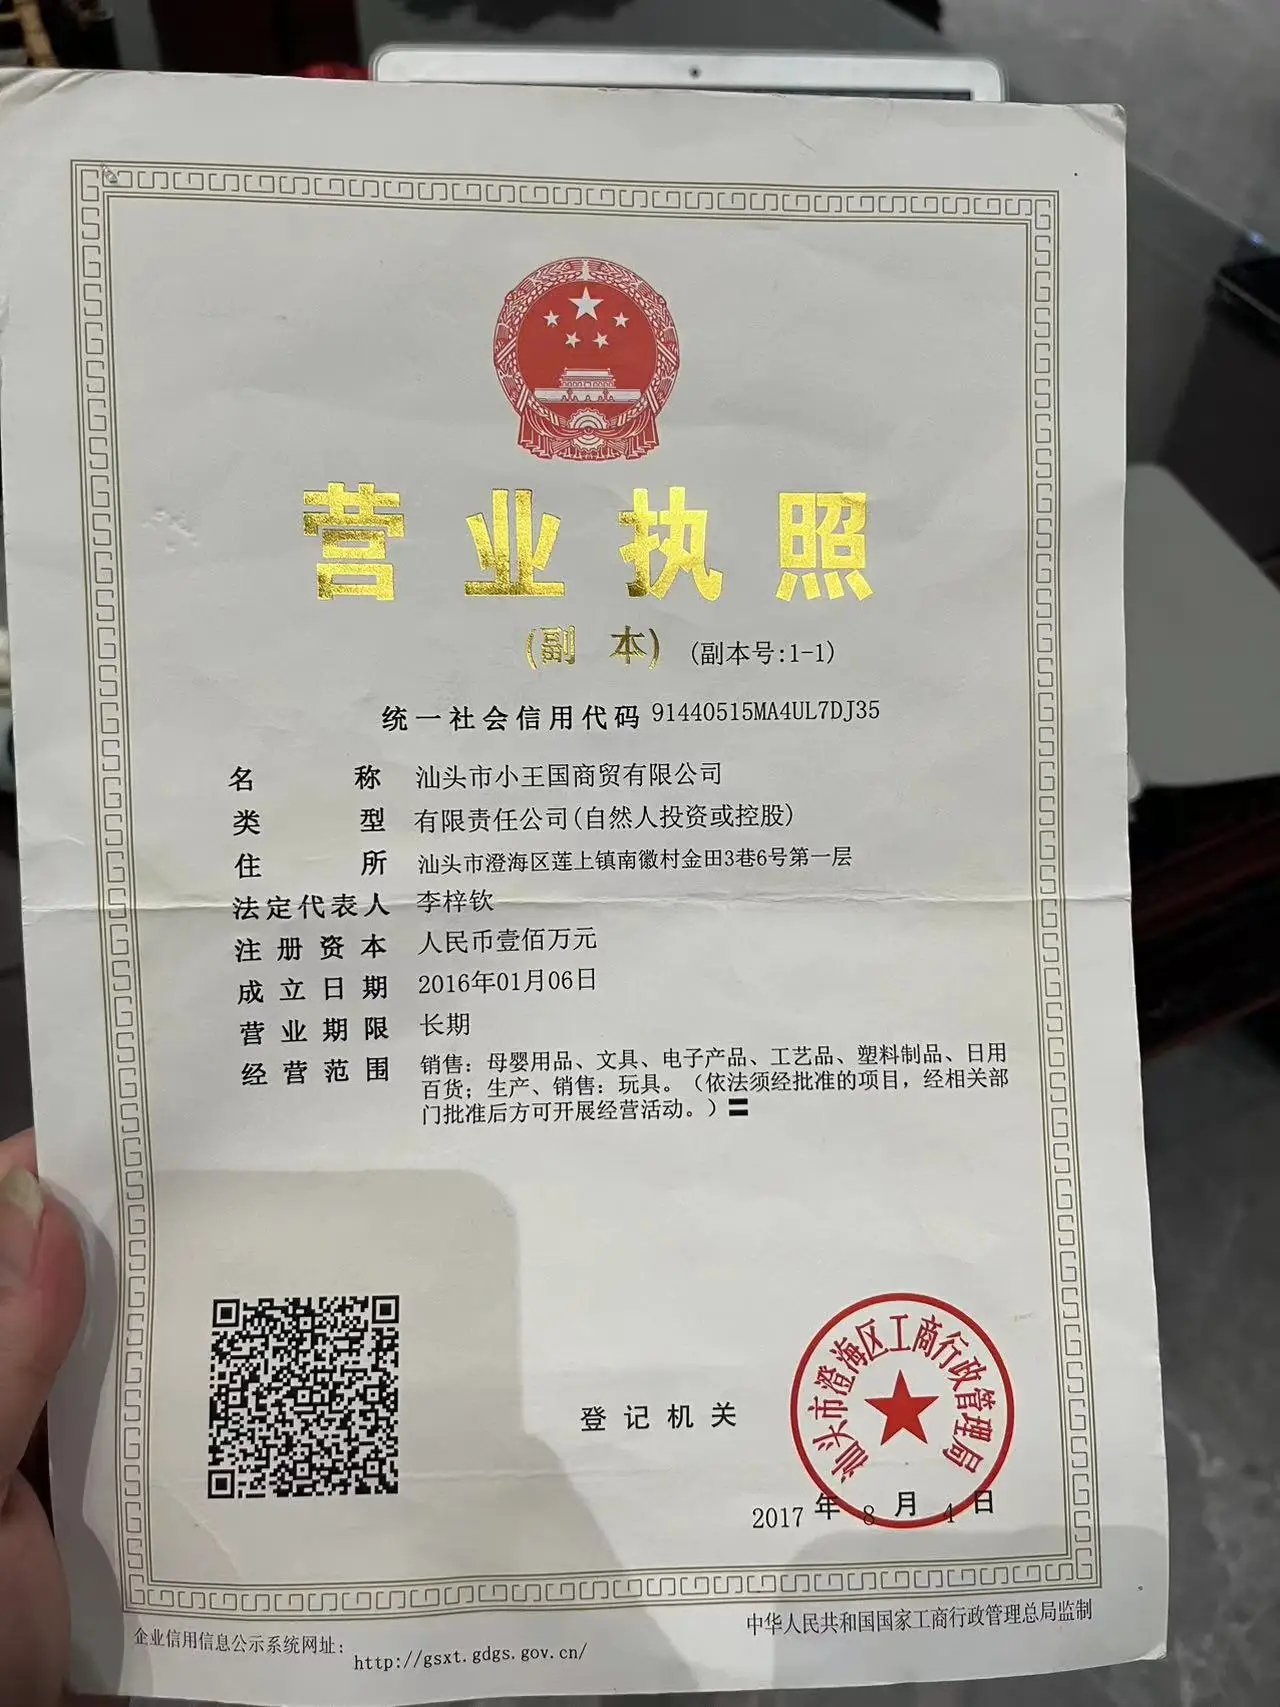 营业执照
(副 本) (副本号:1-1)
统一社会信用代码 91440515MA4UL7DJ35
名 称 汕头市小王国商贸有限公司
类 型 有限责任公司(自然人投资或控股)
住 所 汕头市澄海区莲上镇南徽村金田3巷6号第一层
法定代表人 李梓钦
注册资本 人民币壹佰万元
成立日期 2016年01月06日
营业期限 长期
经营范围 销售：母婴用品、文具、电子产品、工艺品、塑料制品、日用
百货；生产、销售：玩具。（依法须经批准的项目，经相关部
门批准后方可开展经营活动。）
汕头市澄海区工商行政管理局
登记机关
2017年8月4日
企业信用信息公示系统网址：
http://gsxt.gdgs.gov.cn/
中华人民共和国国家工商行政管理总局监制